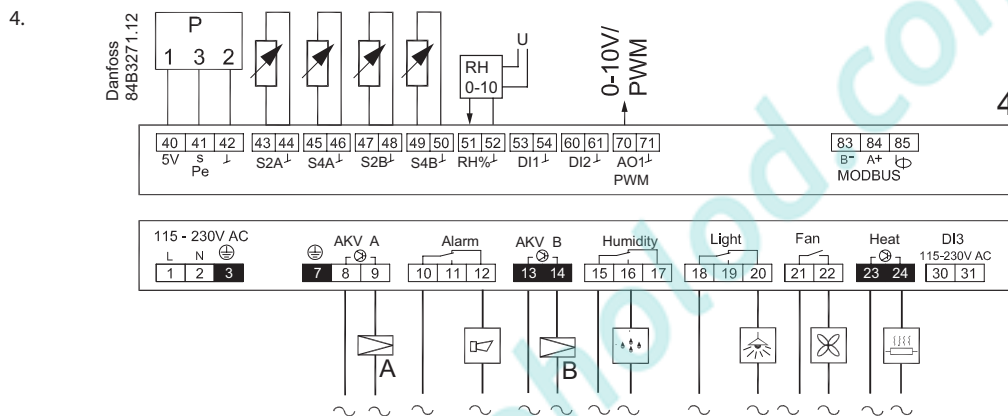 4.
Danfoss
84B3271.12
P
1 3 2
RH
0-10
U
0-10V/
PWM
4
40 41 42 43 44 45 46 47 48 49 50 51 52 53 54 60 61 70 71 83 84 85
5V s ⊥ S2A ⊥ S4A ⊥ S2B ⊥ S4B ⊥ RH% ⊥ DI1 ⊥ DI2 ⊥ AO1 ⊥ B- A+
Pe PWM MODBUS
115 - 230V AC AKV A Alarm AKV B Humidity Light Fan Heat DI3
L N 115-230V AC
1 2 3 7 8 9 10 11 12 13 14 15 16 17 18 19 20 21 22 23 24 30 31
A B